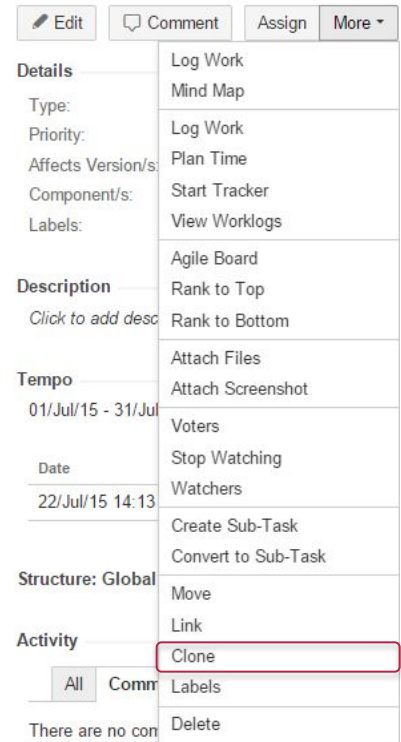 Edit Comment Assign More
Details
Type:
Priority:
Affects Version/s:
Component/s:
Labels:
Description
Click to add desc
Tempo
01/Jul/15 - 31/Jul
Date
22/Jul/15 14:13
Structure: Global
Activity
All Comm
There are no com
Log Work
Mind Map
Log Work
Plan Time
Start Tracker
View Worklogs
Agile Board
Rank to Top
Rank to Bottom
Attach Files
Attach Screenshot
Voters
Stop Watching
Watchers
Create Sub-Task
Convert to Sub-Task
Move
Link
Clone
Labels
Delete